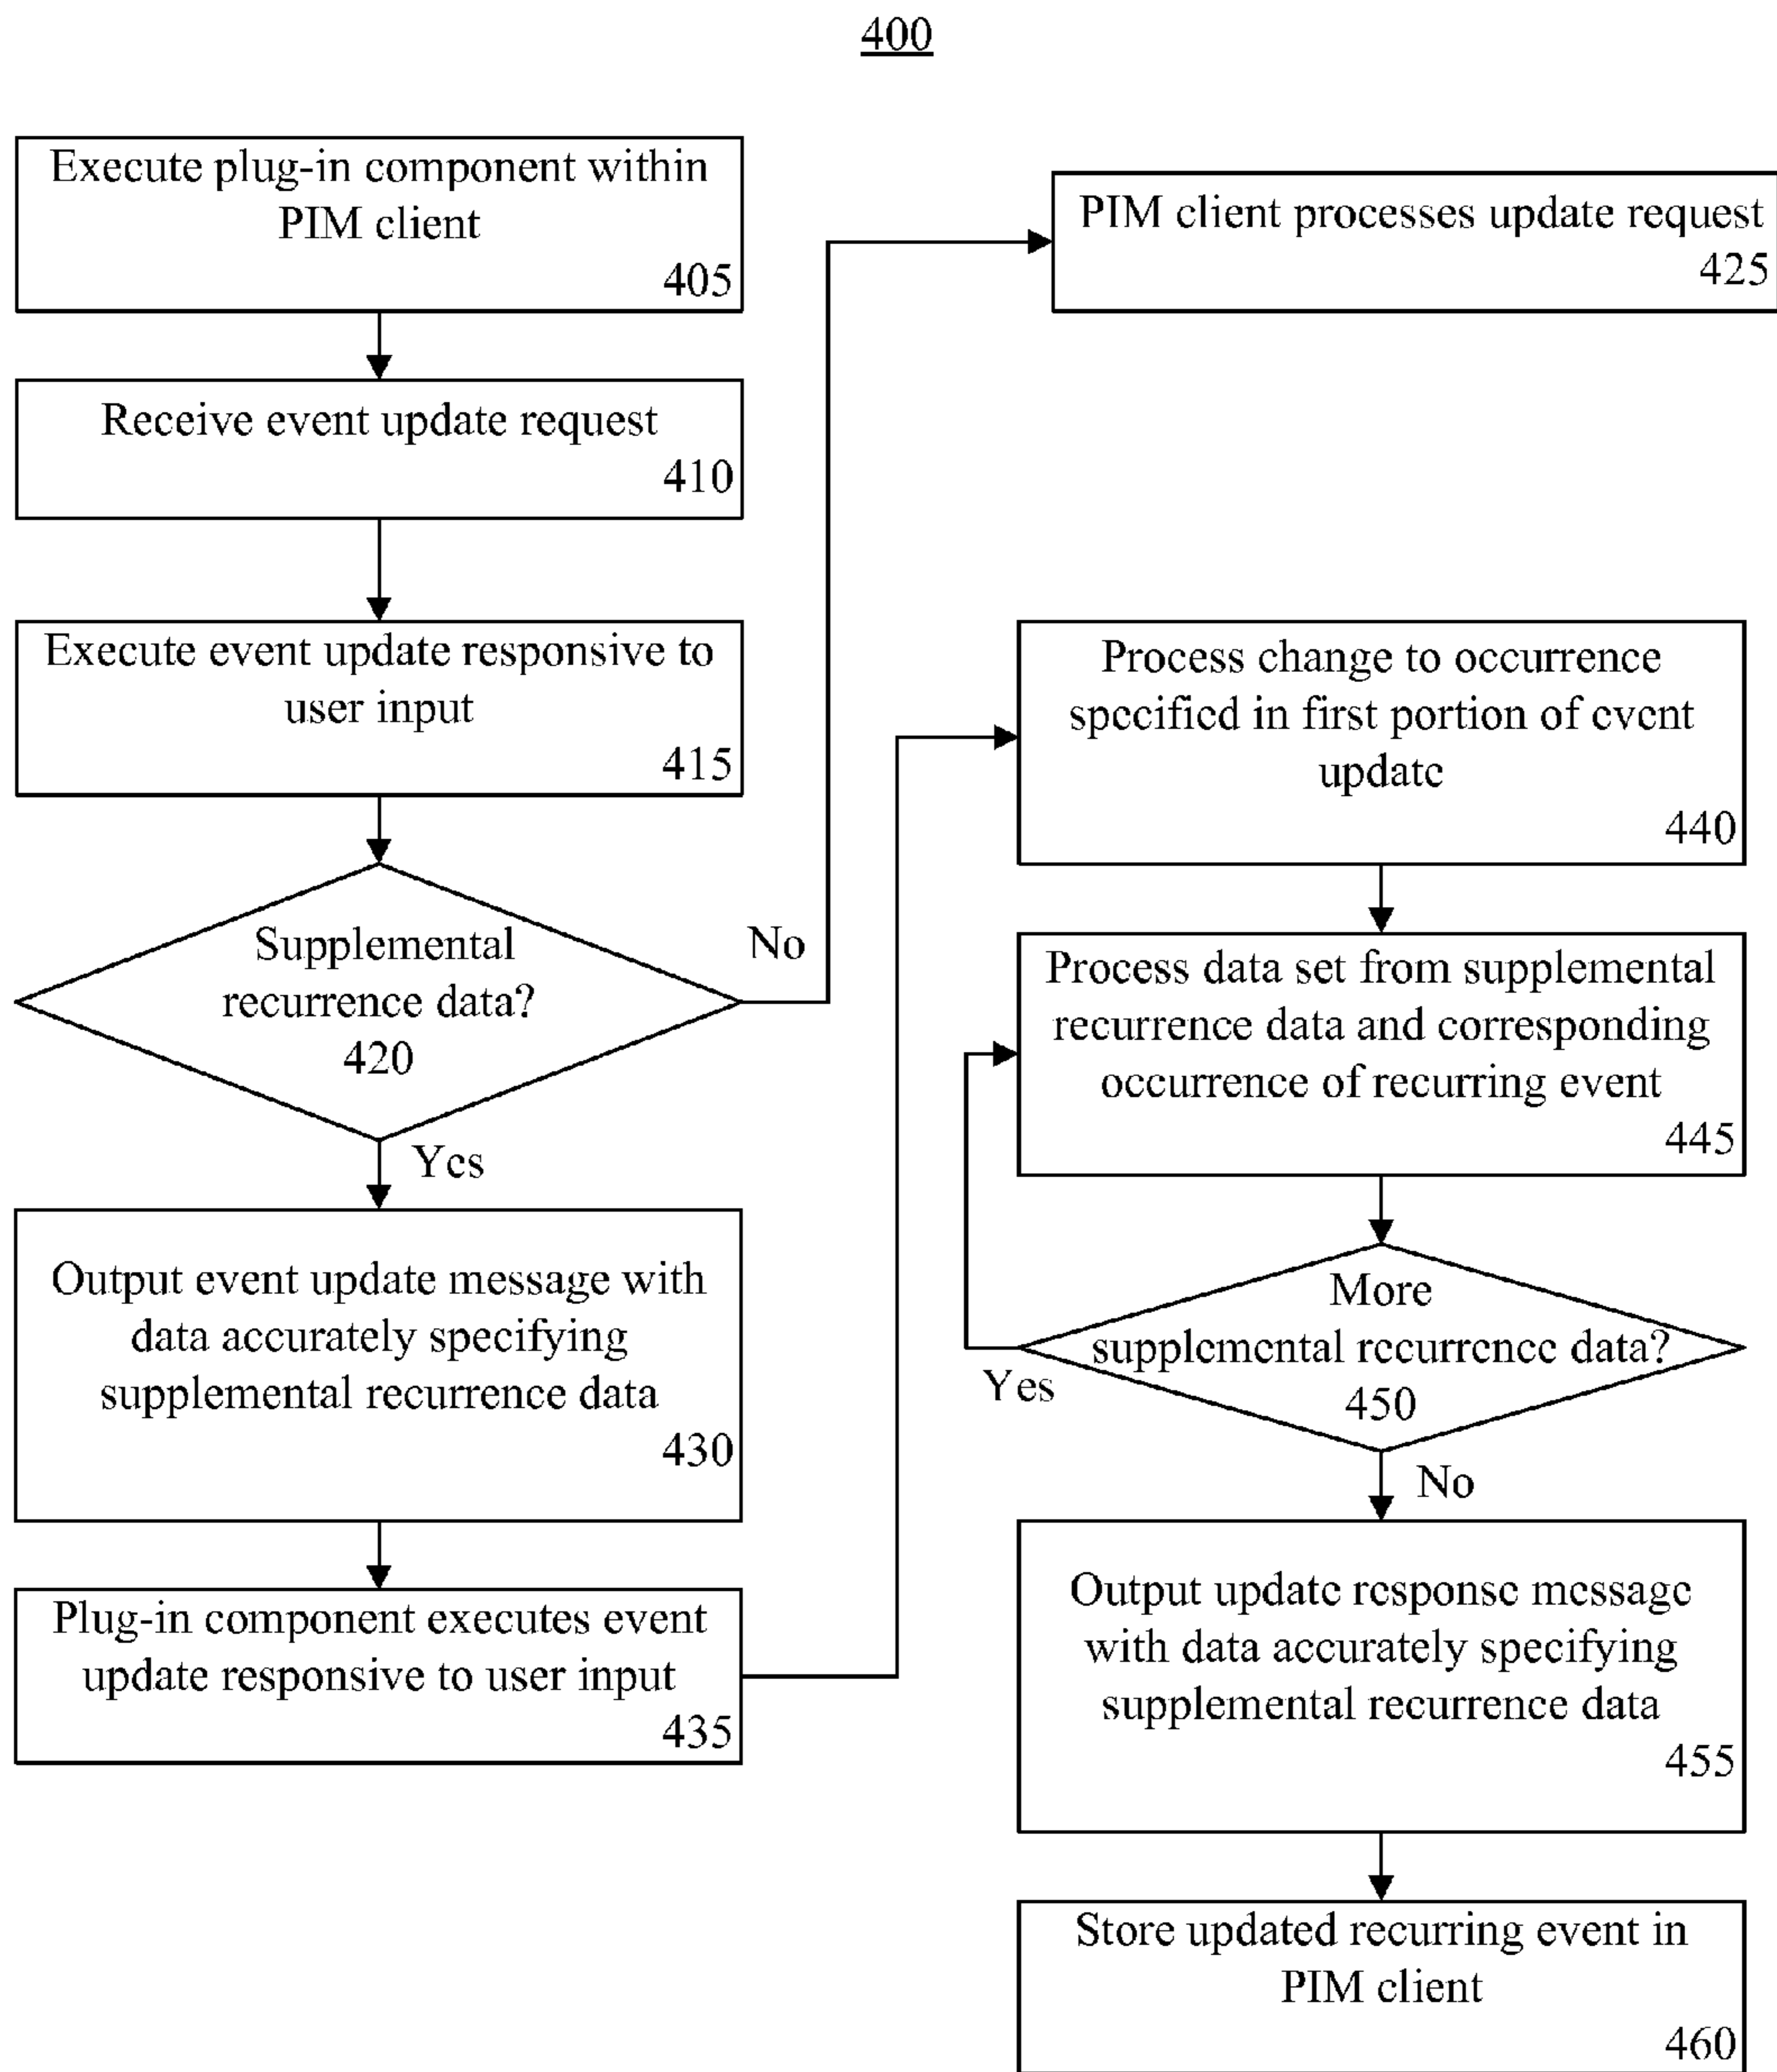 400
Execute plug-in component within
PIM client
405
Receive event update request
410
Execute event update responsive to
user input
415
Supplemental
recurrence data?
420
No
Yes
PIM client processes update request
425
Output event update message with
data accurately specifying
supplemental recurrence data
430
Plug-in component executes event
update responsive to user input
435
Process change to occurrence
specified in first portion of event
update
440
Process data set from supplemental
recurrence data and corresponding
occurrence of recurring event
445
More
supplemental recurrence data?
450
Yes
No
Output update response message
with data accurately specifying
supplemental recurrence data
455
Store updated recurring event in
PIM client
460